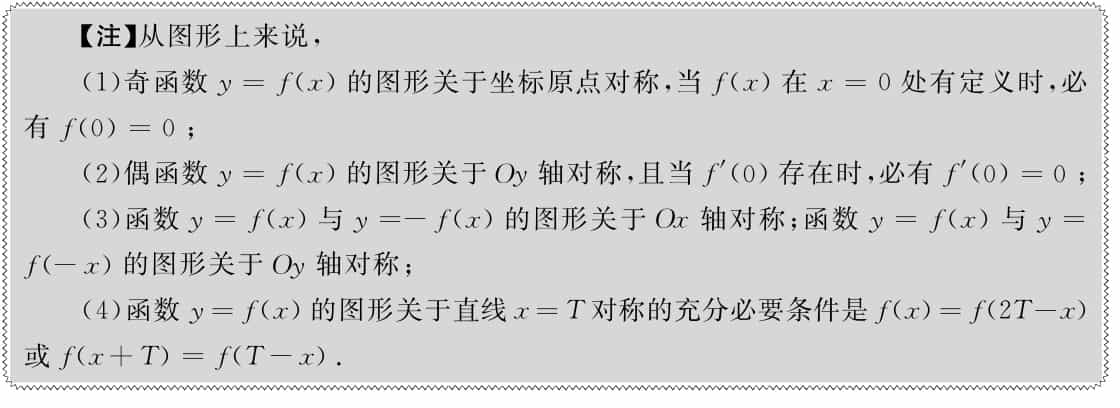 【注】从图形上来说，
(1)奇函数 y = f(x) 的图形关于坐标原点对称，当 f(x) 在 x = 0 处有定义时，必
有 f(0) = 0；
(2)偶函数 y = f(x) 的图形关于 Oy 轴对称，且当 f′(0) 存在时，必有 f′(0) = 0；
(3)函数 y = f(x) 与 y =− f(x) 的图形关于 Ox 轴对称；函数 y = f(x) 与 y =
f(− x) 的图形关于 Oy 轴对称；
(4)函数 y = f(x) 的图形关于直线 x = T 对称的充分必要条件是 f(x) = f(2T−x)
或 f(x+T) = f(T−x).